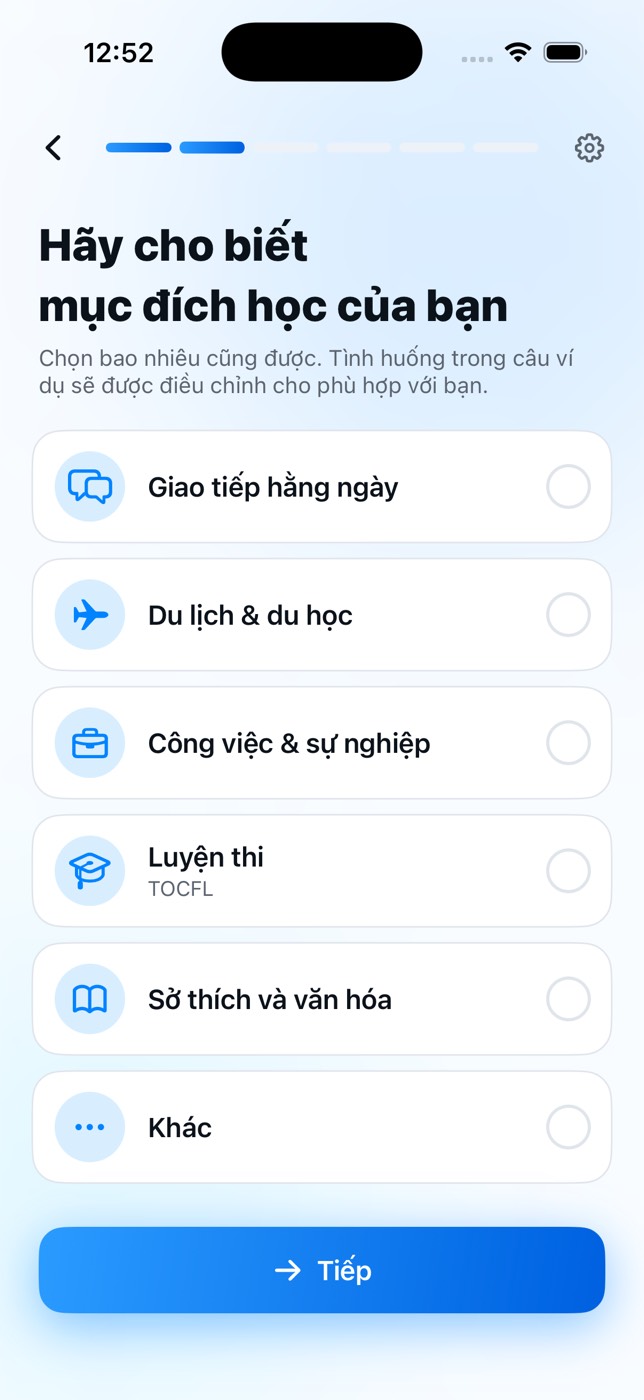 12:52
Hãy cho biết
mục đích học của bạn
Chọn bao nhiêu cũng được. Tình huống trong câu ví
dụ sẽ được điều chỉnh cho phù hợp với bạn.
Giao tiếp hằng ngày
Du lịch & du học
Công việc & sự nghiệp
Luyện thi
TOCFL
Sở thích và văn hóa
Khác
Tiếp